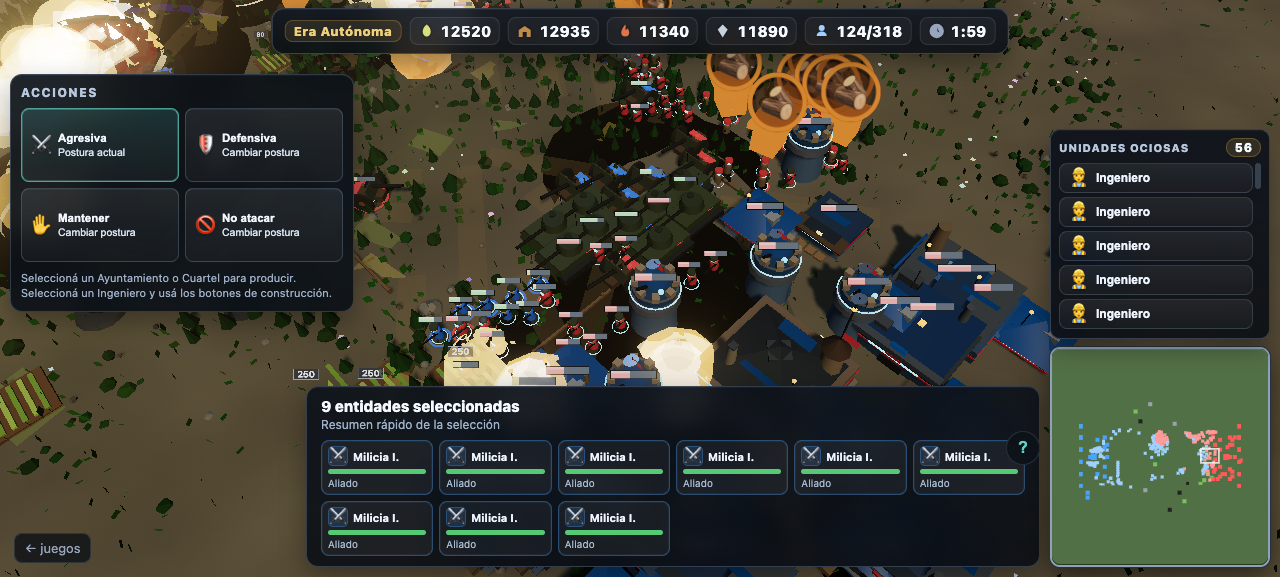 80
Era Autónoma 12520 12935 11340 11890 124/318 1:59
ACCIONES
Agresiva
Postura actual
Defensiva
Cambiar postura
Mantener
Cambiar postura
No atacar
Cambiar postura
Seleccioná un Ayuntamiento o Cuartel para producir.
Seleccioná un Ingeniero y usá los botones de construcción.
UNIDADES OCIOSAS 56
Ingeniero
Ingeniero
Ingeniero
Ingeniero
Ingeniero
250
250
250
9 entidades seleccionadas
Resumen rápido de la selección
?
Milicia I.
Aliado
Milicia I.
Aliado
Milicia I.
Aliado
Milicia I.
Aliado
Milicia I.
Aliado
Milicia I.
Aliado
Milicia I.
Aliado
Milicia I.
Aliado
Milicia I.
Aliado
← juegos